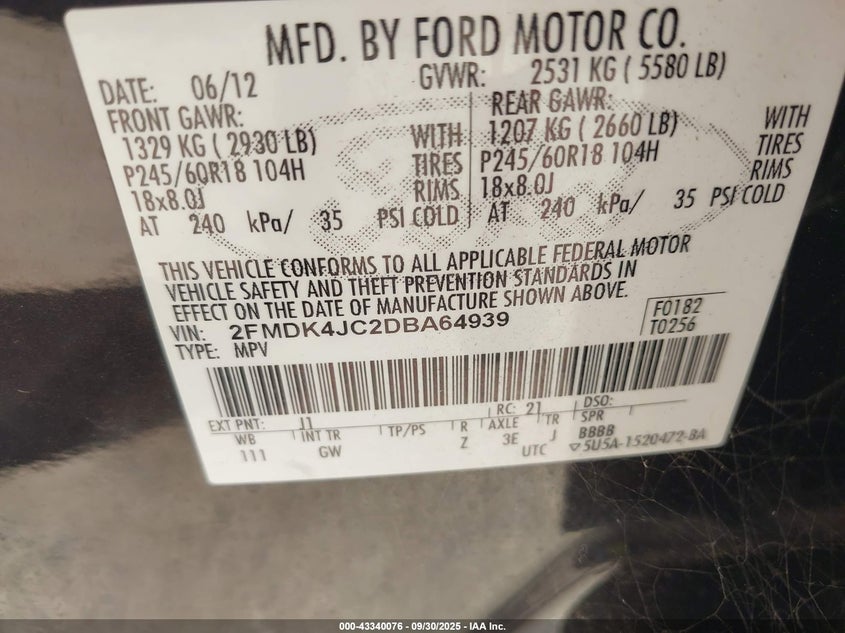 MFD. BY FORD MOTOR CO.
DATE: 06/12 GVWR: 2531 KG ( 5580 LB)
FRONT GAWR: REAR GAWR:
1329 KG ( 2930 LB) WITH 1207 KG ( 2660 LB) WITH
P245/60R18 104H TIRES P245/60R18 104H TIRES
18x8.0J RIMS 18x8.0J RIMS
AT 240 kPa/ 35 PSI COLD AT 240 kPa/ 35 PSI COLD
THIS VEHICLE CONFORMS TO ALL APPLICABLE FEDERAL MOTOR
VEHICLE SAFETY AND THEFT PREVENTION STANDARDS IN
EFFECT ON THE DATE OF MANUFACTURE SHOWN ABOVE.
VIN: 2FMDK4JC2DBA64939 F0182
TYPE: MPV T0256
EXT PNT: J1 RC: 21 DSO:
WB INT TR TP/PS R AXLE TR SPR
111 GW Z 3E J BBBB
UTC 5U5A-1520472-BA
000-43340076 - 09/30/2025 - IAA Inc.